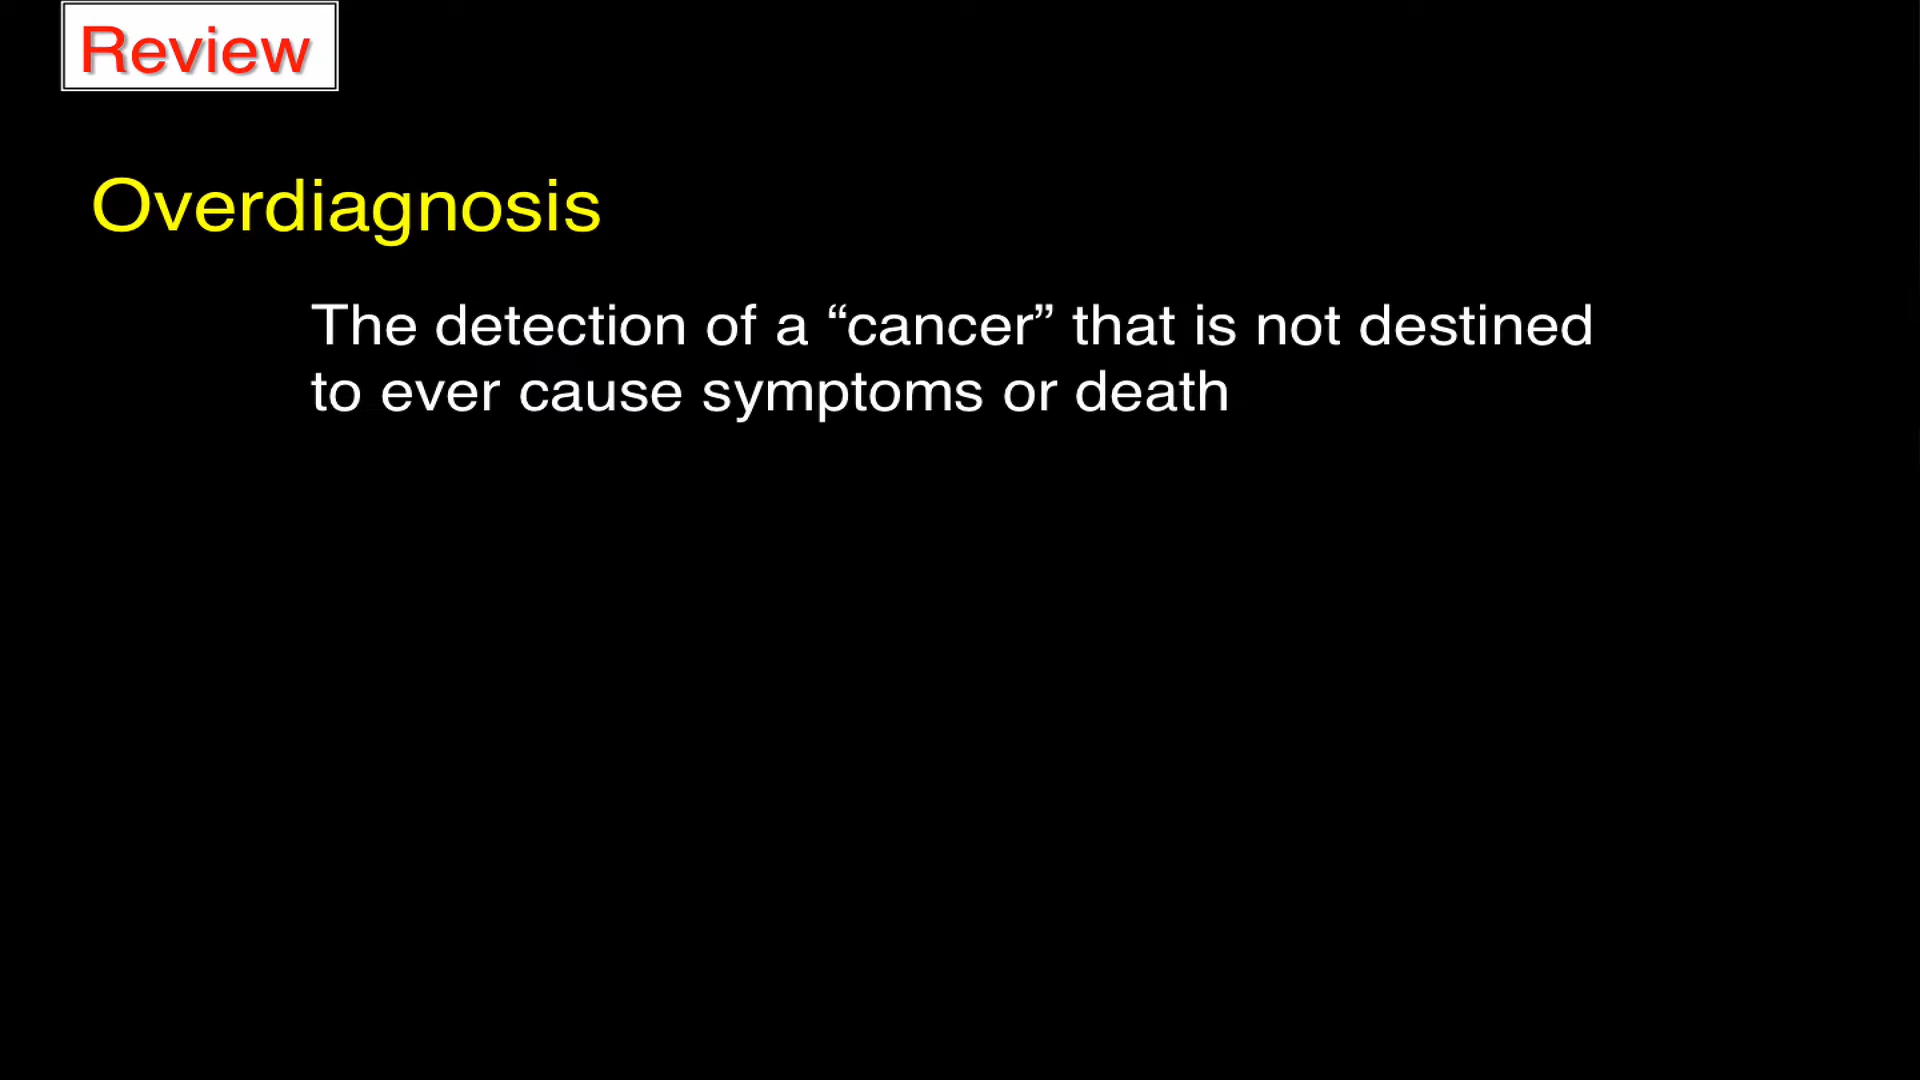 Review
Overdiagnosis
The detection of a “cancer” that is not destined
to ever cause symptoms or death